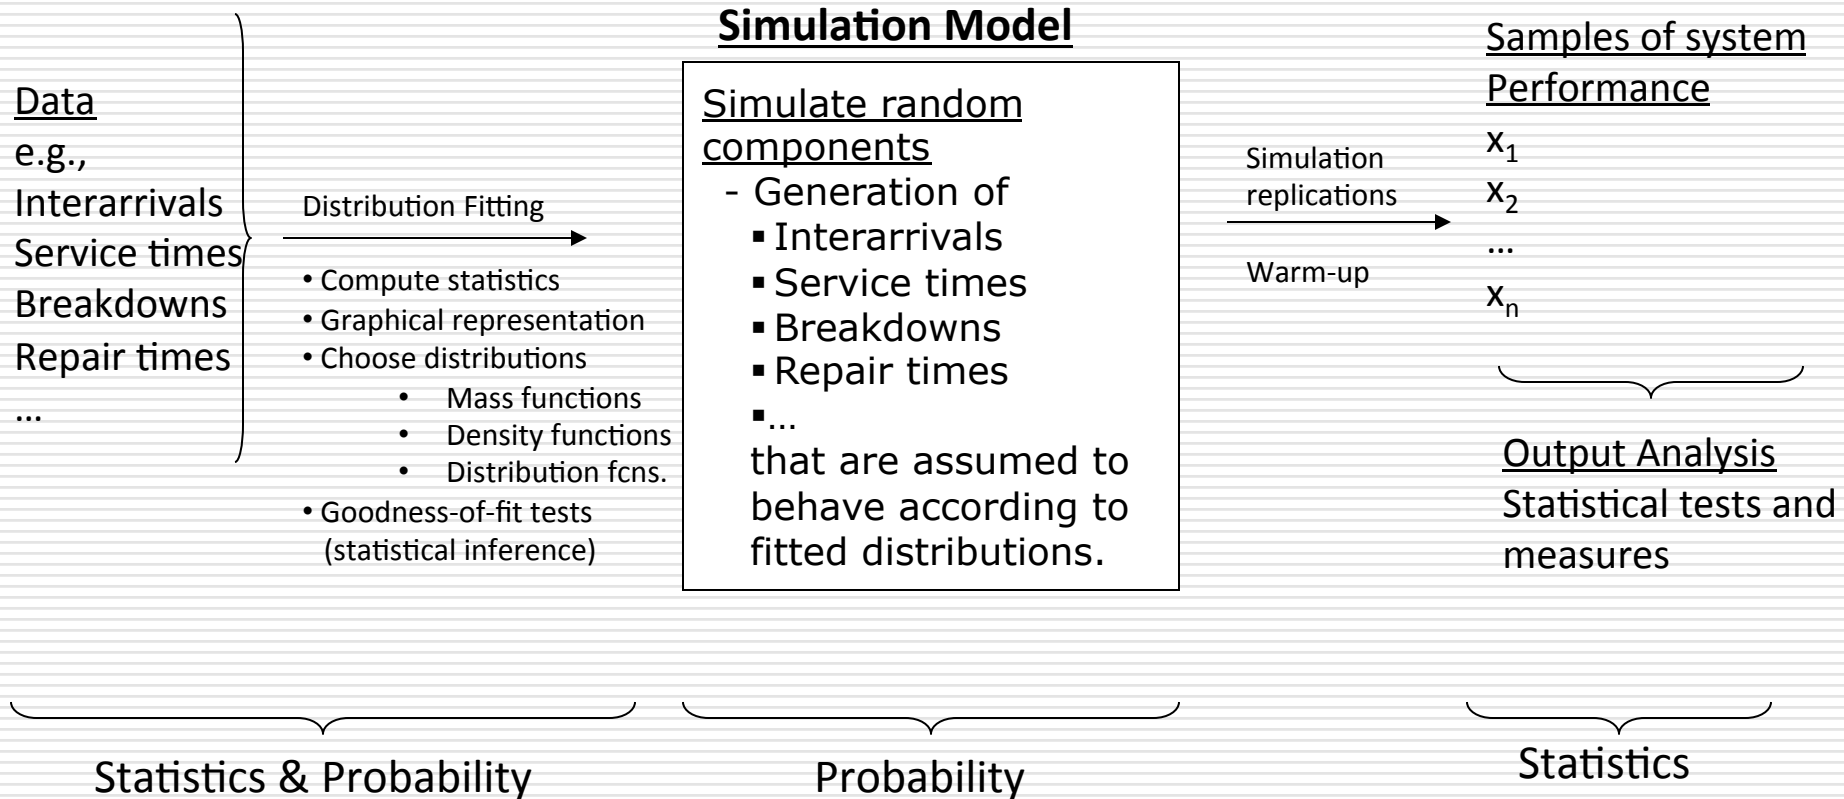 Data
e.g.,
Interarrivals
Service times
Breakdowns
Repair times
...
Distribution Fitting
• Compute statistics
• Graphical representation
• Choose distributions
• Mass functions
• Density functions
• Distribution fcns.
• Goodness-of-fit tests
(statistical inference)
Simulation Model
Simulate random
components
- Generation of
▪ Interarrivals
▪ Service times
▪ Breakdowns
▪ Repair times
▪...
that are assumed to
behave according to
fitted distributions.
Simulation
replications
Warm-up
Samples of system
Performance
x₁
x₂
...
xₙ
Output Analysis
Statistical tests and
measures
Statistics & Probability
Probability
Statistics